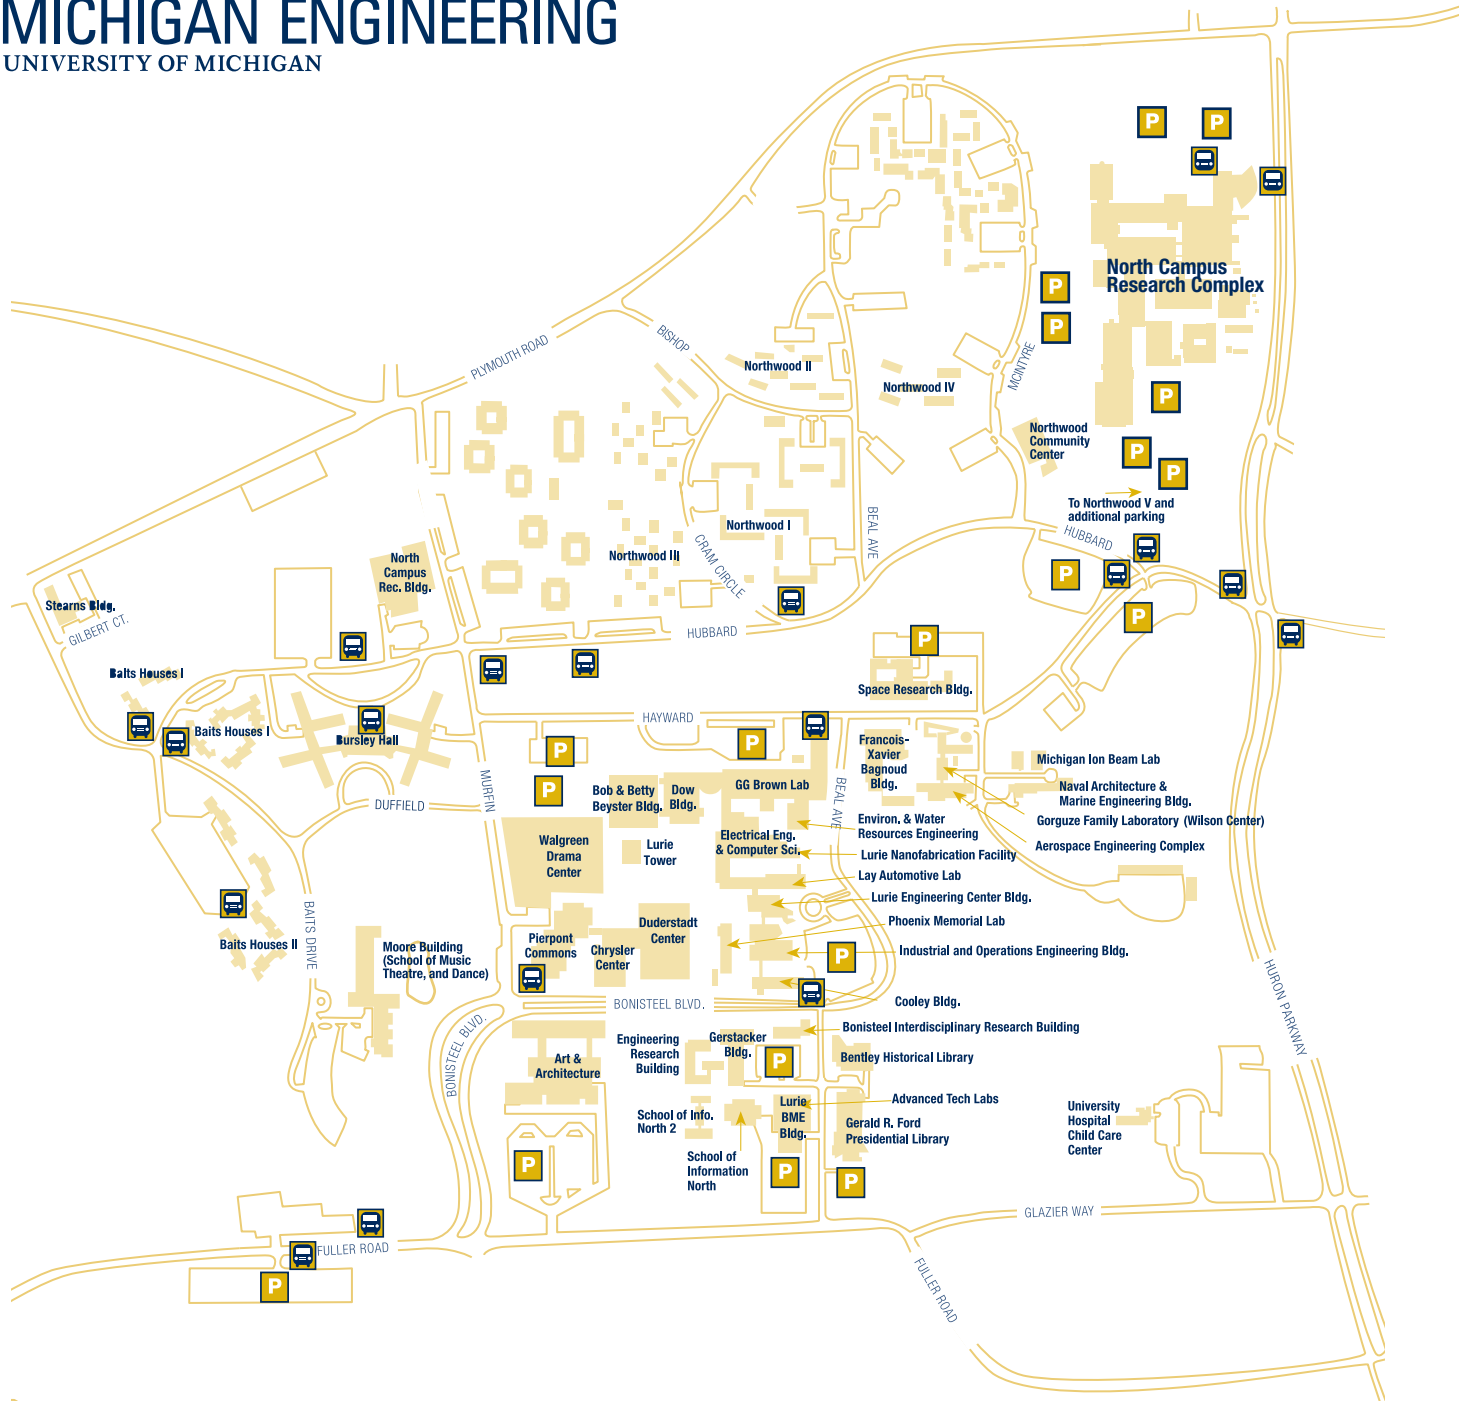 MICHIGAN ENGINEERING
UNIVERSITY OF MICHIGAN
P
P
North Campus
Research Complex
P
P
PLYMOUTH ROAD
BISHOP
MCINTYRE
Northwood II
Northwood IV
P
Northwood
Community
Center
P
P
To Northwood V and
additional parking
BEAL AVE
Northwood I
HUBBARD
North
Campus
Rec. Bldg.
Northwood III
CRAM CIRCLE
P
Stearns Bldg.
GILBERT CT.
P
HUBBARD
P
Baits Houses I
Space Research Bldg.
HAYWARD
Baits Houses I
Bursley Hall
P
P
Francois-
Xavier
Bagnoud
Bldg.
Michigan Ion Beam Lab
MURFIN
P
Bob & Betty
Beyster Bldg.
Dow
Bldg.
GG Brown Lab
BEAL AVE
Naval Architecture &
Marine Engineering Bldg.
DUFFIELD
Environ. & Water
Resources Engineering
Gorguze Family Laboratory (Wilson Center)
Walgreen
Drama
Center
Lurie
Tower
Electrical Eng.
& Computer Sci.
Aerospace Engineering Complex
Lurie Nanofabrication Facility
Lay Automotive Lab
Lurie Engineering Center Bldg.
BAITS DRIVE
Baits Houses II
Moore Building
(School of Music
Theatre, and Dance)
Pierpont
Commons
Chrysler
Center
Duderstadt
Center
Phoenix Memorial Lab
P
Industrial and Operations Engineering Bldg.
HURON PARKWAY
BONISTEEL BLVD.
Cooley Bldg.
BONISTEEL BLVD.
Bonisteel Interdisciplinary Research Building
Engineering
Research
Building
Gerstacker
Bldg.
P
Art &
Architecture
Bentley Historical Library
Advanced Tech Labs
School of Info.
North 2
Lurie
BME
Bldg.
Gerald R. Ford
Presidential Library
University
Hospital
Child Care
Center
School of
Information
North
P
P
P
GLAZIER WAY
FULLER ROAD
P
FULLER ROAD